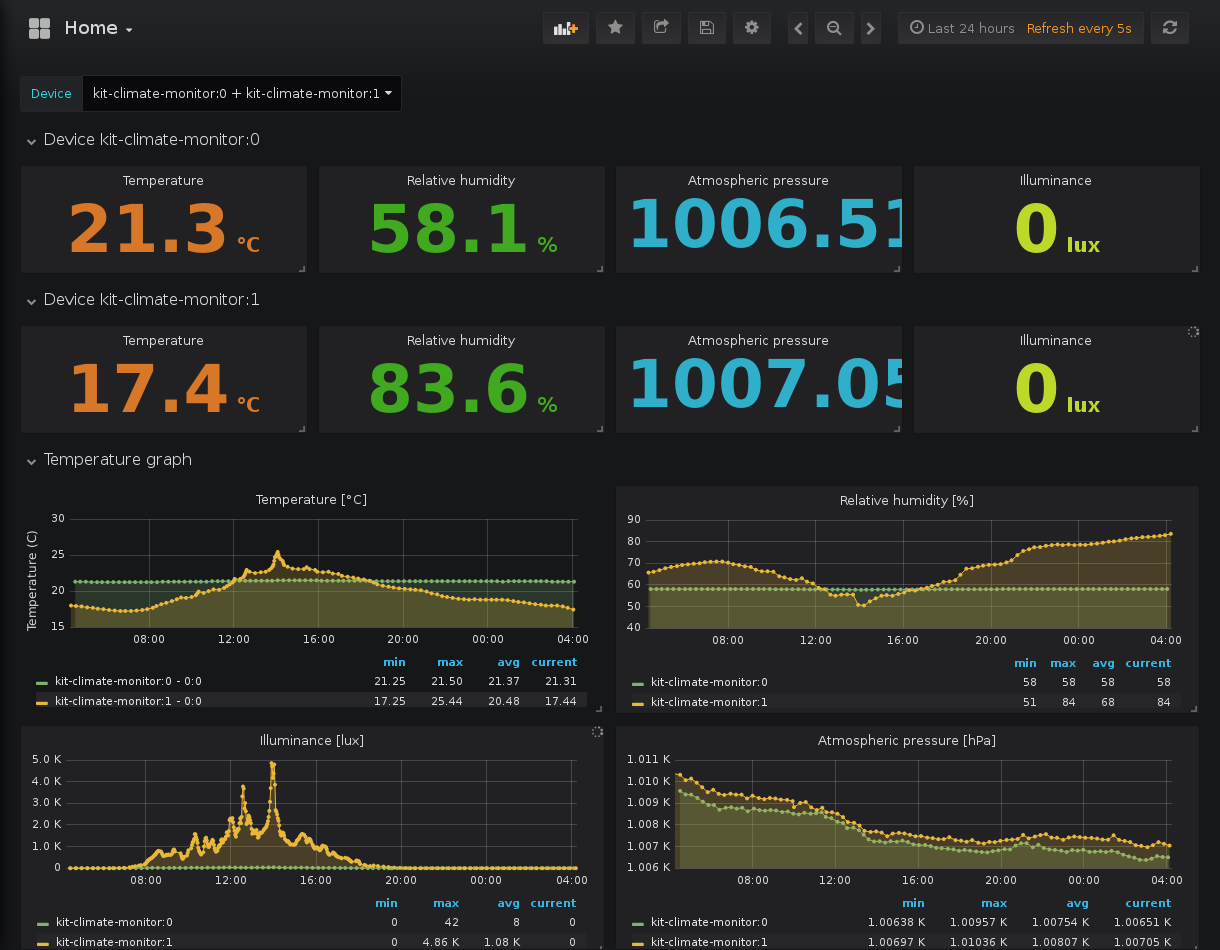 Home
Last 24 hours Refresh every 5s
Device kit-climate-monitor:0 + kit-climate-monitor:1
Device kit-climate-monitor:0
Temperature Relative humidity Atmospheric pressure Illuminance
21.3 °C 58.1 % 1006.51 0 lux
Device kit-climate-monitor:1
Temperature Relative humidity Atmospheric pressure Illuminance
17.4 °C 83.6 % 1007.05 0 lux
Temperature graph
Temperature [°C]
Temperature (C)
30
25
20
15
08:00 12:00 16:00 20:00 00:00 04:00
min max avg current
kit-climate-monitor:0 - 0:0 21.25 21.50 21.37 21.31
kit-climate-monitor:1 - 0:0 17.25 25.44 20.48 17.44
Relative humidity [%]
90
80
70
60
50
40
08:00 12:00 16:00 20:00 00:00 04:00
min max avg current
kit-climate-monitor:0 58 58 58 58
kit-climate-monitor:1 51 84 68 84
Illuminance [lux]
5.0 K
4.0 K
3.0 K
2.0 K
1.0 K
0
08:00 12:00 16:00 20:00 00:00 04:00
min max avg current
kit-climate-monitor:0 0 42 8 0
kit-climate-monitor:1 0 4.86 K 1.08 K 0
Atmospheric pressure [hPa]
1.011 K
1.010 K
1.009 K
1.008 K
1.007 K
1.006 K
08:00 12:00 16:00 20:00 00:00 04:00
min max avg current
kit-climate-monitor:0 1.00638 K 1.00957 K 1.00754 K 1.00651 K
kit-climate-monitor:1 1.00697 K 1.01036 K 1.00807 K 1.00705 K